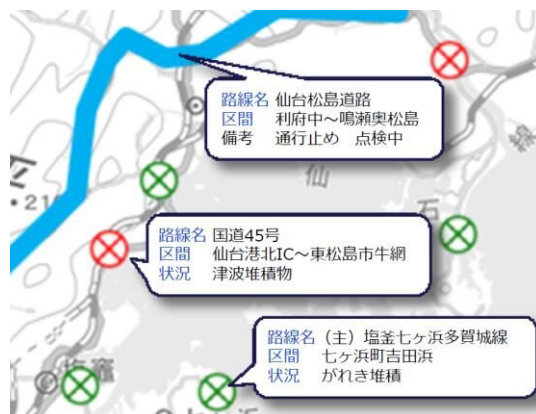 路線名 仙台松島道路
区間 利府中～鳴瀬奥松島
備考 通行止め 点検中
仙
石
線
路線名 国道45号
区間 仙台港北IC～東松島市牛網
状況 津波堆積物
路線名 (主) 塩釜七ヶ浜多賀城線
区間 七ヶ浜町吉田浜
状況 がれき堆積